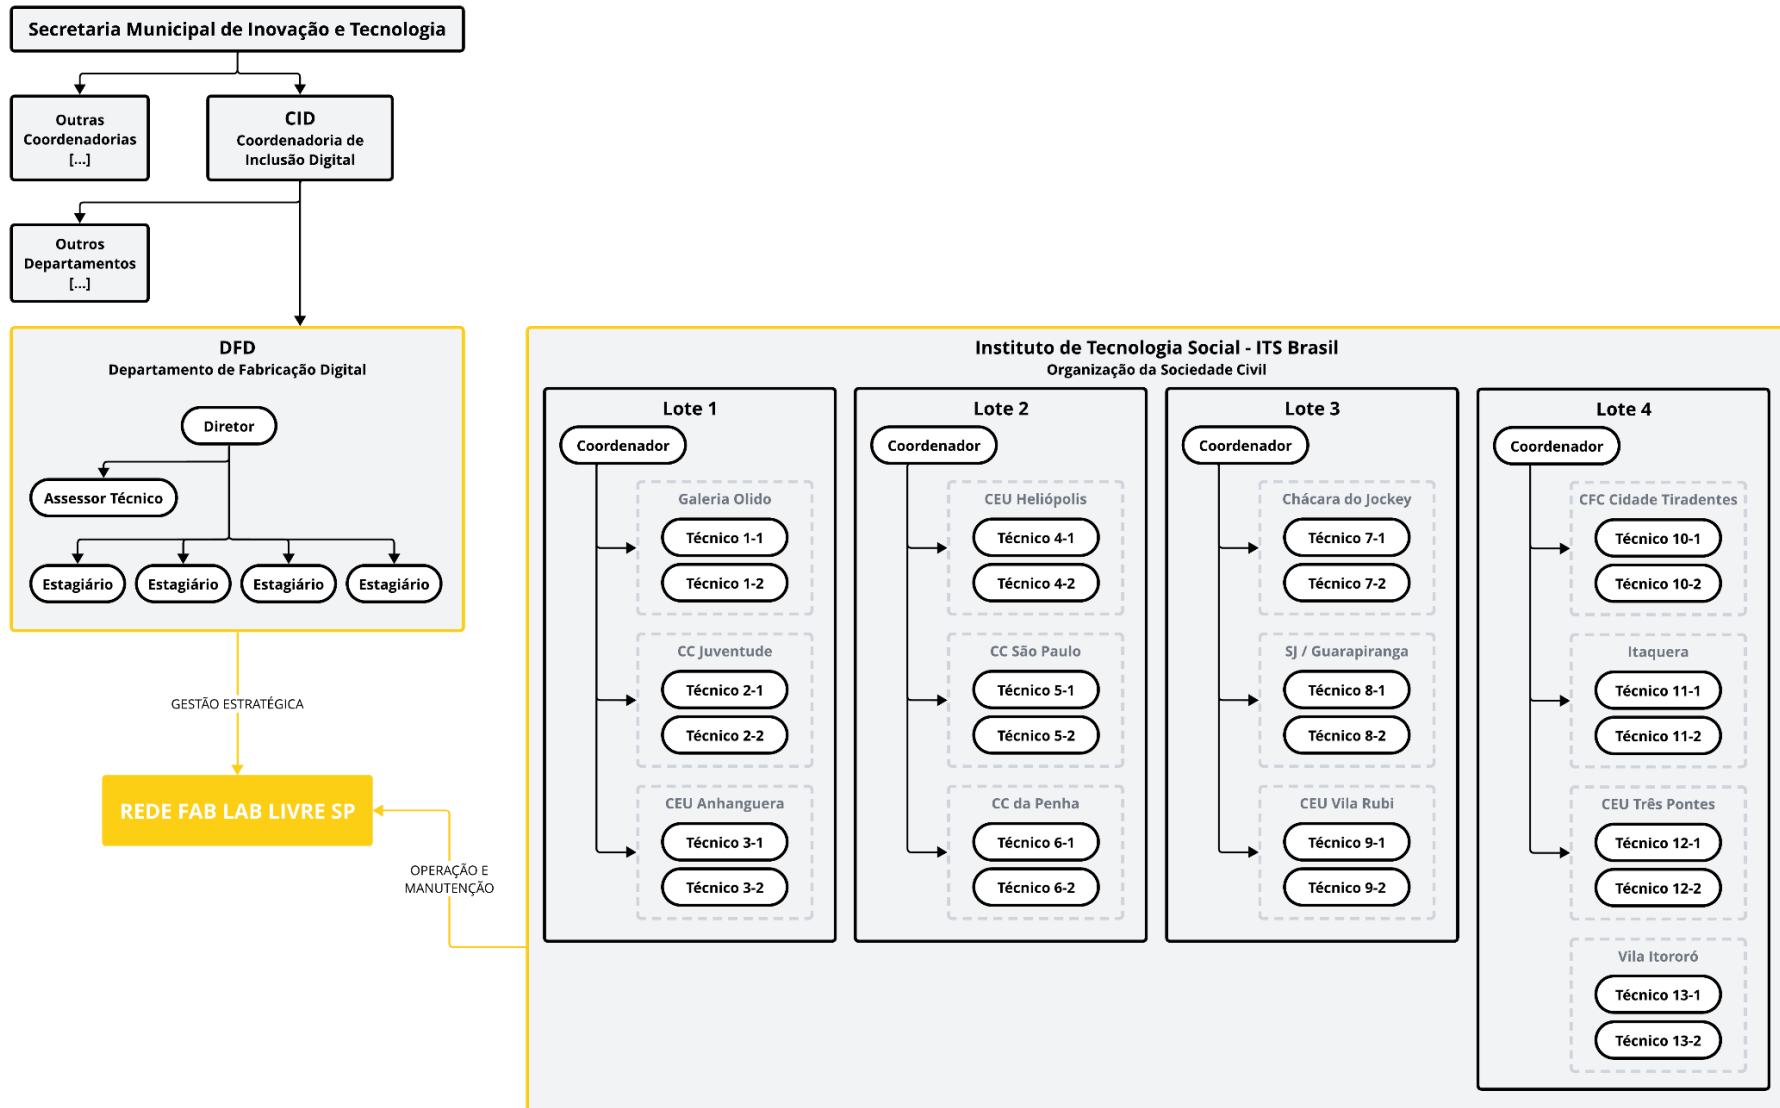 Secretaria Municipal de Inovação e Tecnologia
Outras
Coordenadorias
[...]
CID
Coordenadoria de
Inclusão Digital
Outros
Departamentos
[...]
DFD
Departamento de Fabricação Digital
Diretor
Assessor Técnico
Estagiário
Estagiário
Estagiário
Estagiário
GESTÃO ESTRATÉGICA
REDE FAB LAB LIVRE SP
OPERAÇÃO E
MANUTENÇÃO
Instituto de Tecnologia Social - ITS Brasil
Organização da Sociedade Civil
Lote 1
Coordenador
Galeria Olido
Técnico 1-1
Técnico 1-2
CC Juventude
Técnico 2-1
Técnico 2-2
CEU Anhanguera
Técnico 3-1
Técnico 3-2
Lote 2
Coordenador
CEU Heliópolis
Técnico 4-1
Técnico 4-2
CC São Paulo
Técnico 5-1
Técnico 5-2
CC da Penha
Técnico 6-1
Técnico 6-2
Lote 3
Coordenador
Chácara do Jockey
Técnico 7-1
Técnico 7-2
SJ / Guarapiranga
Técnico 8-1
Técnico 8-2
CEU Vila Rubi
Técnico 9-1
Técnico 9-2
Lote 4
Coordenador
CFC Cidade Tiradentes
Técnico 10-1
Técnico 10-2
Itaquera
Técnico 11-1
Técnico 11-2
CEU Três Pontes
Técnico 12-1
Técnico 12-2
Vila Itororó
Técnico 13-1
Técnico 13-2